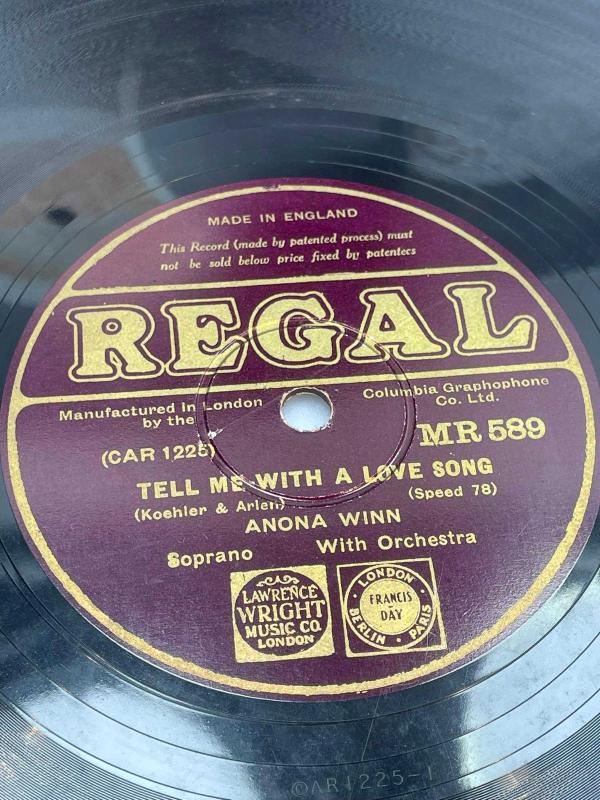 MADE IN ENGLAND
This Record (made by patented process) must
not be sold below price fixed by patentees
REGAL
Manufactured in London
by the
Columbia Graphophone
Co. Ltd.
(CAR 1225)
MR 589
TELL ME WITH A LOVE SONG
(Koehler & Arlen)
(Speed 78)
ANONA WINN
Soprano
With Orchestra
LAWRENCE
WRIGHT
MUSIC CO.
LONDON
LONDON
FRANCIS
DAY
BERLIN · PARIS
CAR1225-1